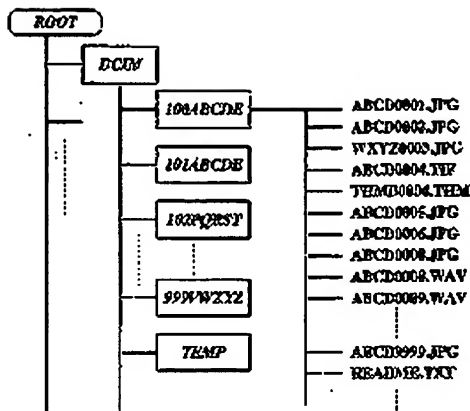 ROOT
DCIM
100ABCDE
ABCD0001.JPG
ABCD0002.JPG
WXYZ0003.JPG
ABCD0004.TIF
101ABCDE
THMB0004.THM
ABCD0005.JPG
102PQRST
ABCD0006.JPG
ABCD0008.JPG
ABCD0008.WAV
ABCD0009.WAV
TEMP
ABCD9999.JPG
README.TXT